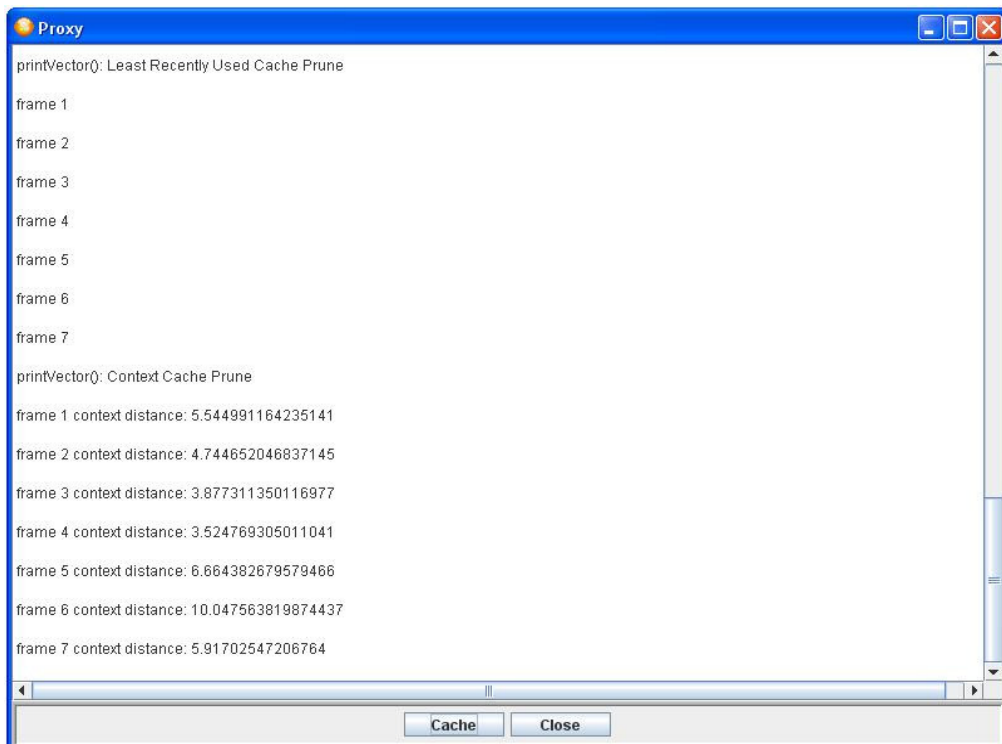 Proxy
printVector(): Least Recently Used Cache Prune
frame 1
frame 2
frame 3
frame 4
frame 5
frame 6
frame 7
printVector(): Context Cache Prune
frame 1 context distance: 5.544991164235141
frame 2 context distance: 4.744652046837145
frame 3 context distance: 3.877311350116977
frame 4 context distance: 3.524769305011041
frame 5 context distance: 6.664382679579466
frame 6 context distance: 10.047563819874437
frame 7 context distance: 5.91702547206764
Cache Close